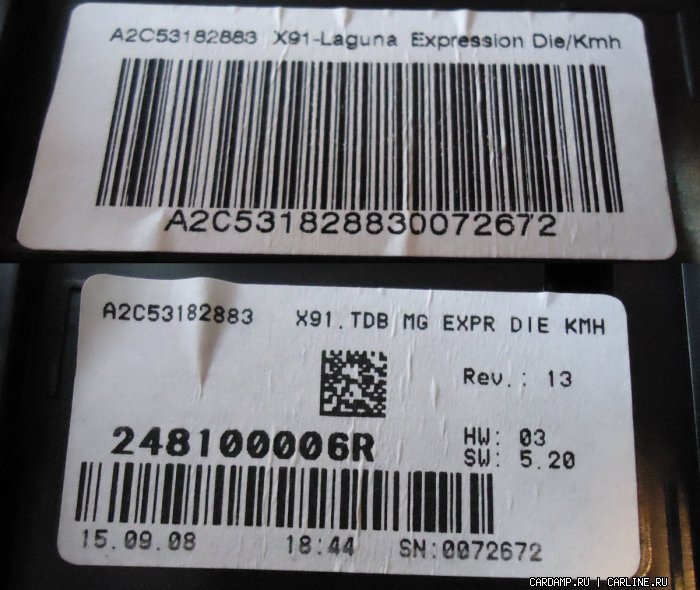 A2C53182883 X91-Laguna Expression Die/Kmh
A2C531828830072672
A2C53182883 X91.TDB MG EXPR DIE KMH
Rev.: 13
248100006R
HW: 03
SW: 5.20
15.09.08 18:44 SN:0072672
CARDAMP.RU | CARLINE.RU